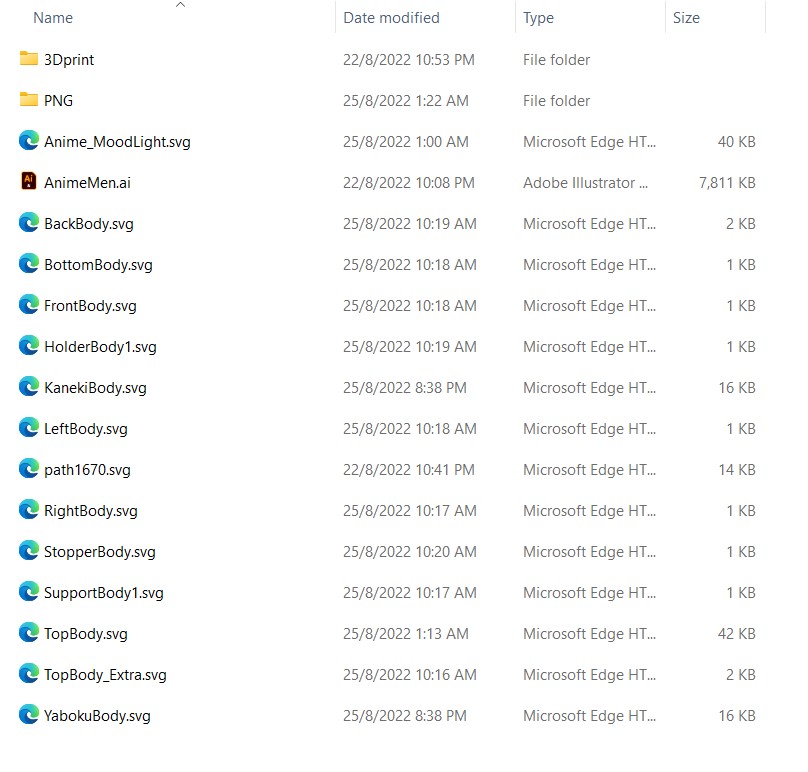 Name Date modified Type Size
3Dprint 22/8/2022 10:53 PM File folder
PNG 25/8/2022 1:22 AM File folder
Anime_MoodLight.svg 25/8/2022 1:00 AM Microsoft Edge HT... 40 KB
Ai AnimeMen.ai 22/8/2022 10:08 PM Adobe Illustrator ... 7,811 KB
BackBody.svg 25/8/2022 10:19 AM Microsoft Edge HT... 2 KB
BottomBody.svg 25/8/2022 10:18 AM Microsoft Edge HT... 1 KB
FrontBody.svg 25/8/2022 10:18 AM Microsoft Edge HT... 1 KB
HolderBody1.svg 25/8/2022 10:19 AM Microsoft Edge HT... 1 KB
KanekiBody.svg 25/8/2022 8:38 PM Microsoft Edge HT... 16 KB
LeftBody.svg 25/8/2022 10:18 AM Microsoft Edge HT... 1 KB
path1670.svg 22/8/2022 10:41 PM Microsoft Edge HT... 14 KB
RightBody.svg 25/8/2022 10:17 AM Microsoft Edge HT... 1 KB
StopperBody.svg 25/8/2022 10:20 AM Microsoft Edge HT... 1 KB
SupportBody1.svg 25/8/2022 10:17 AM Microsoft Edge HT... 1 KB
TopBody.svg 25/8/2022 1:13 AM Microsoft Edge HT... 42 KB
TopBody_Extra.svg 25/8/2022 10:16 AM Microsoft Edge HT... 2 KB
YabokuBody.svg 25/8/2022 8:38 PM Microsoft Edge HT... 16 KB